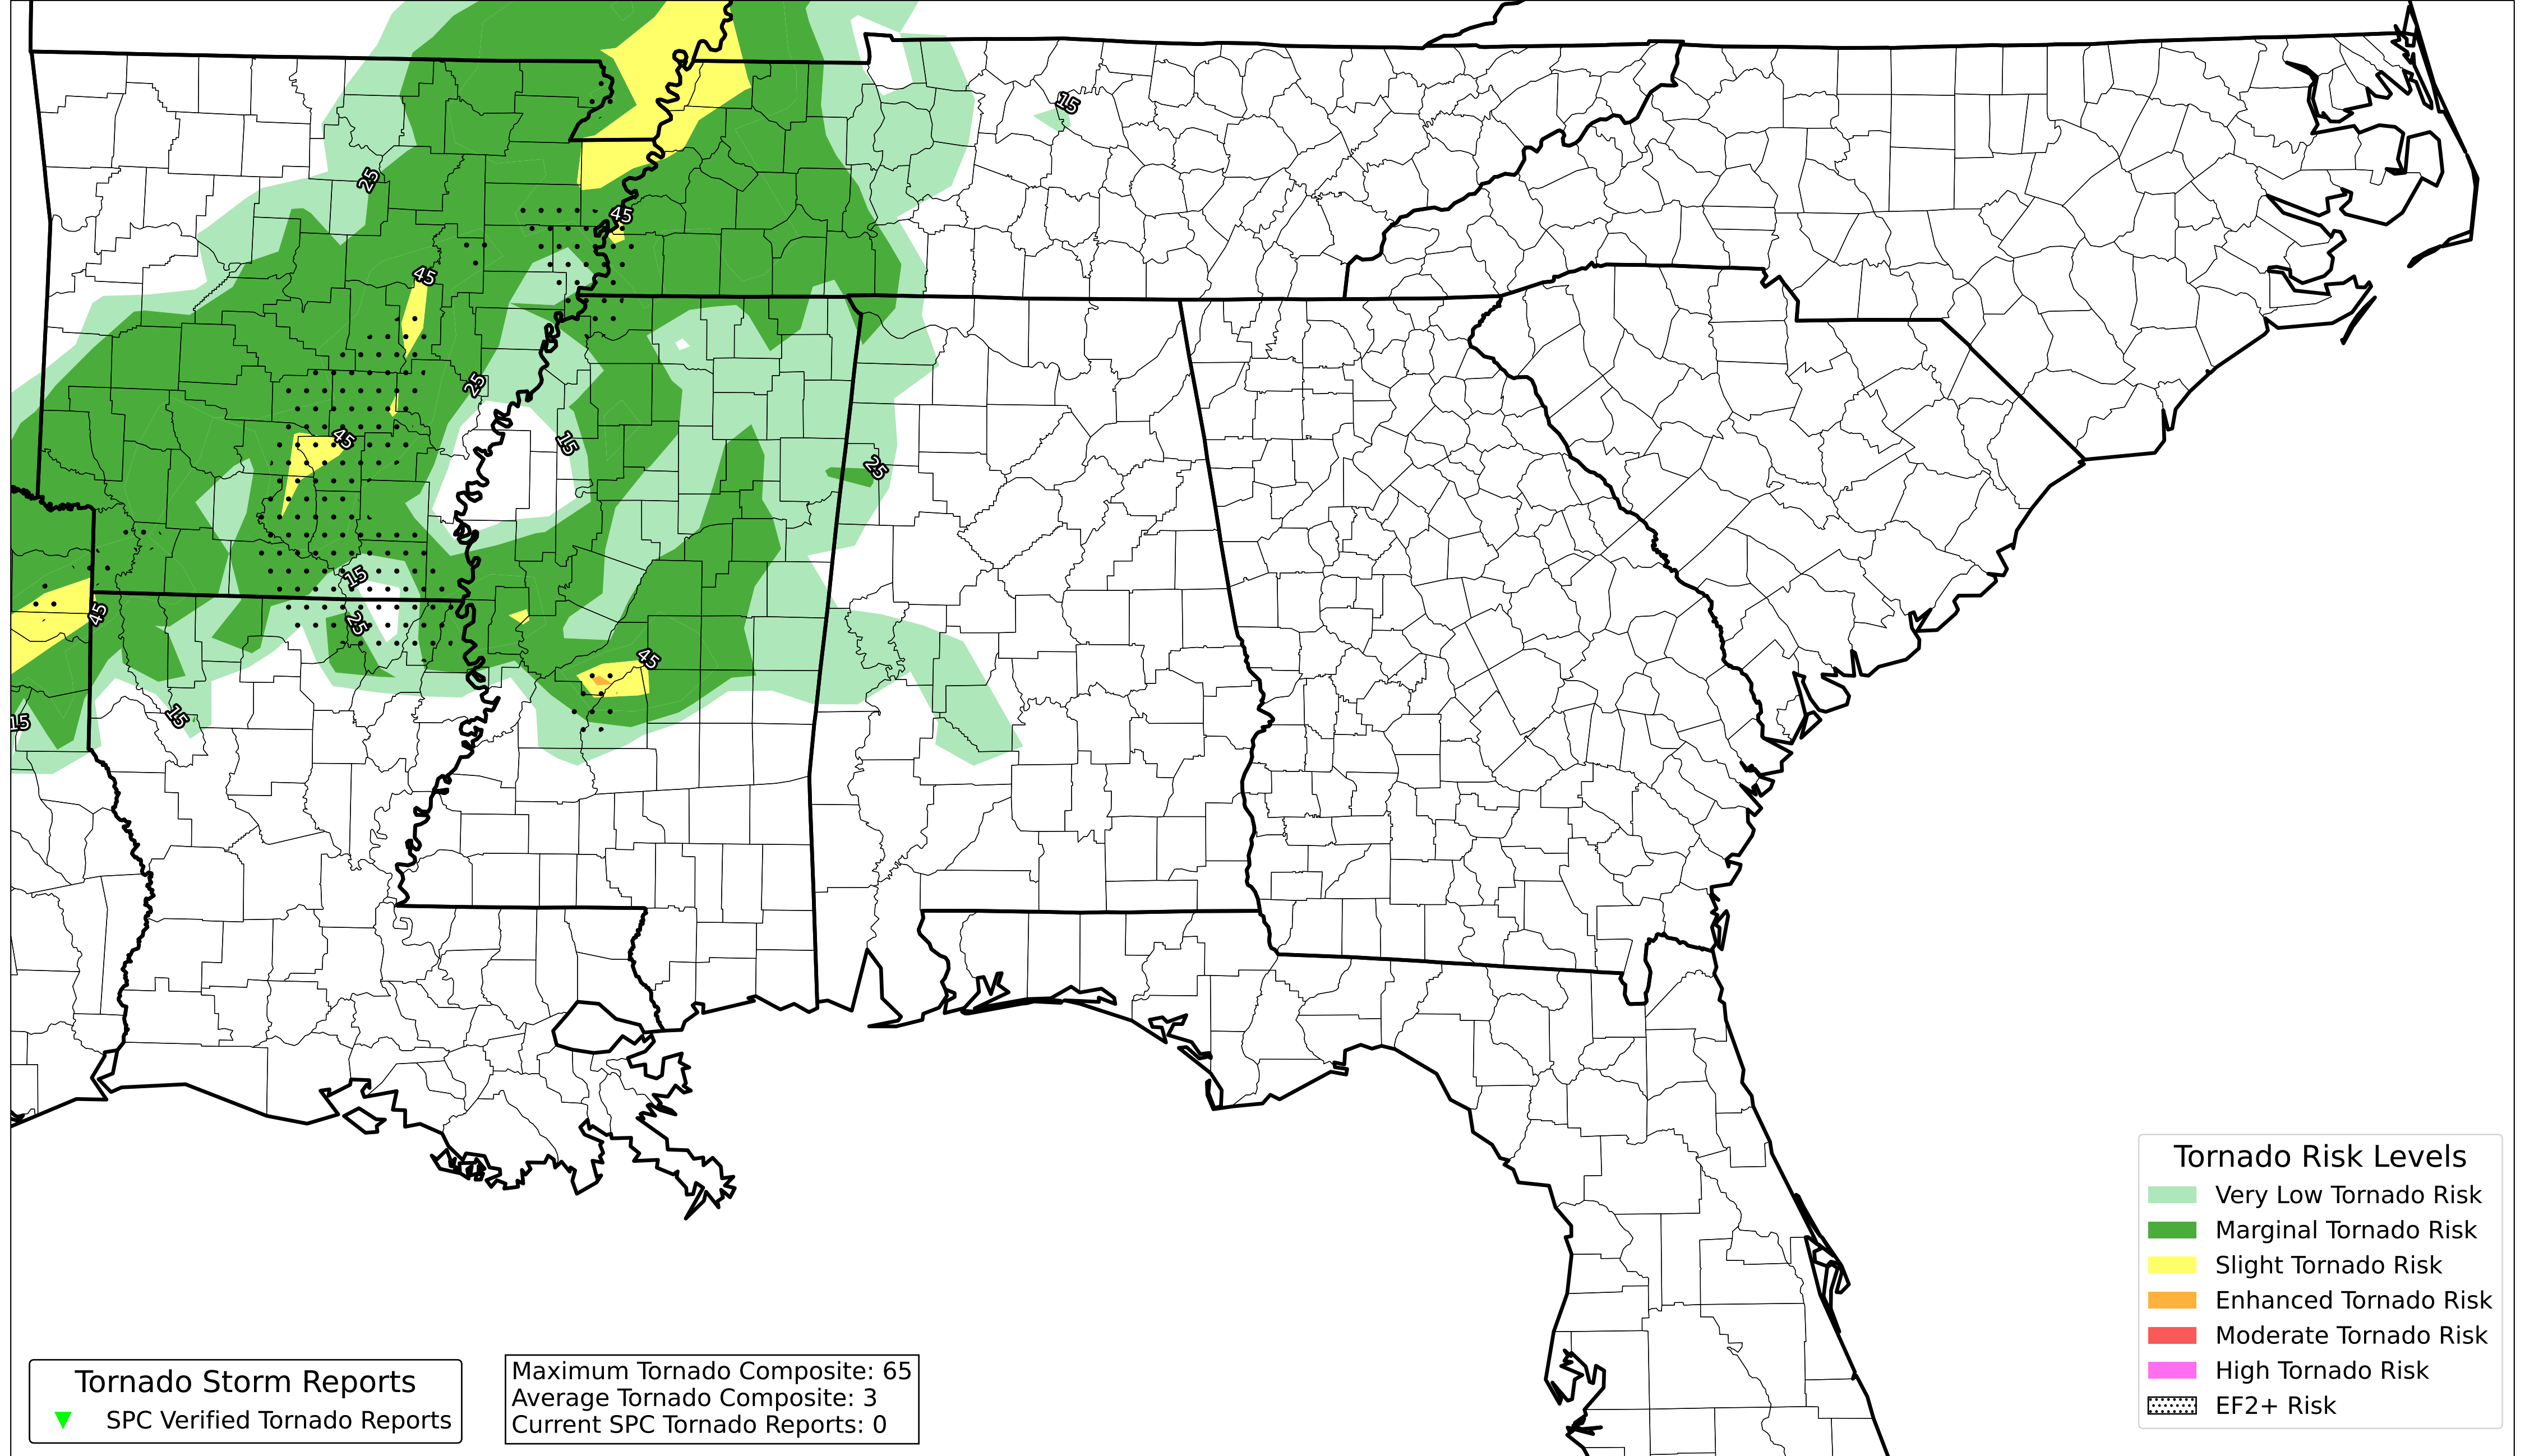 15
25
45
45
25
45
15
25
15
45
25
45
15
15
Tornado Risk Levels
Very Low Tornado Risk
Marginal Tornado Risk
Slight Tornado Risk
Enhanced Tornado Risk
Moderate Tornado Risk
High Tornado Risk
EF2+ Risk
Tornado Storm Reports
SPC Verified Tornado Reports
Maximum Tornado Composite: 65
Average Tornado Composite: 3
Current SPC Tornado Reports: 0